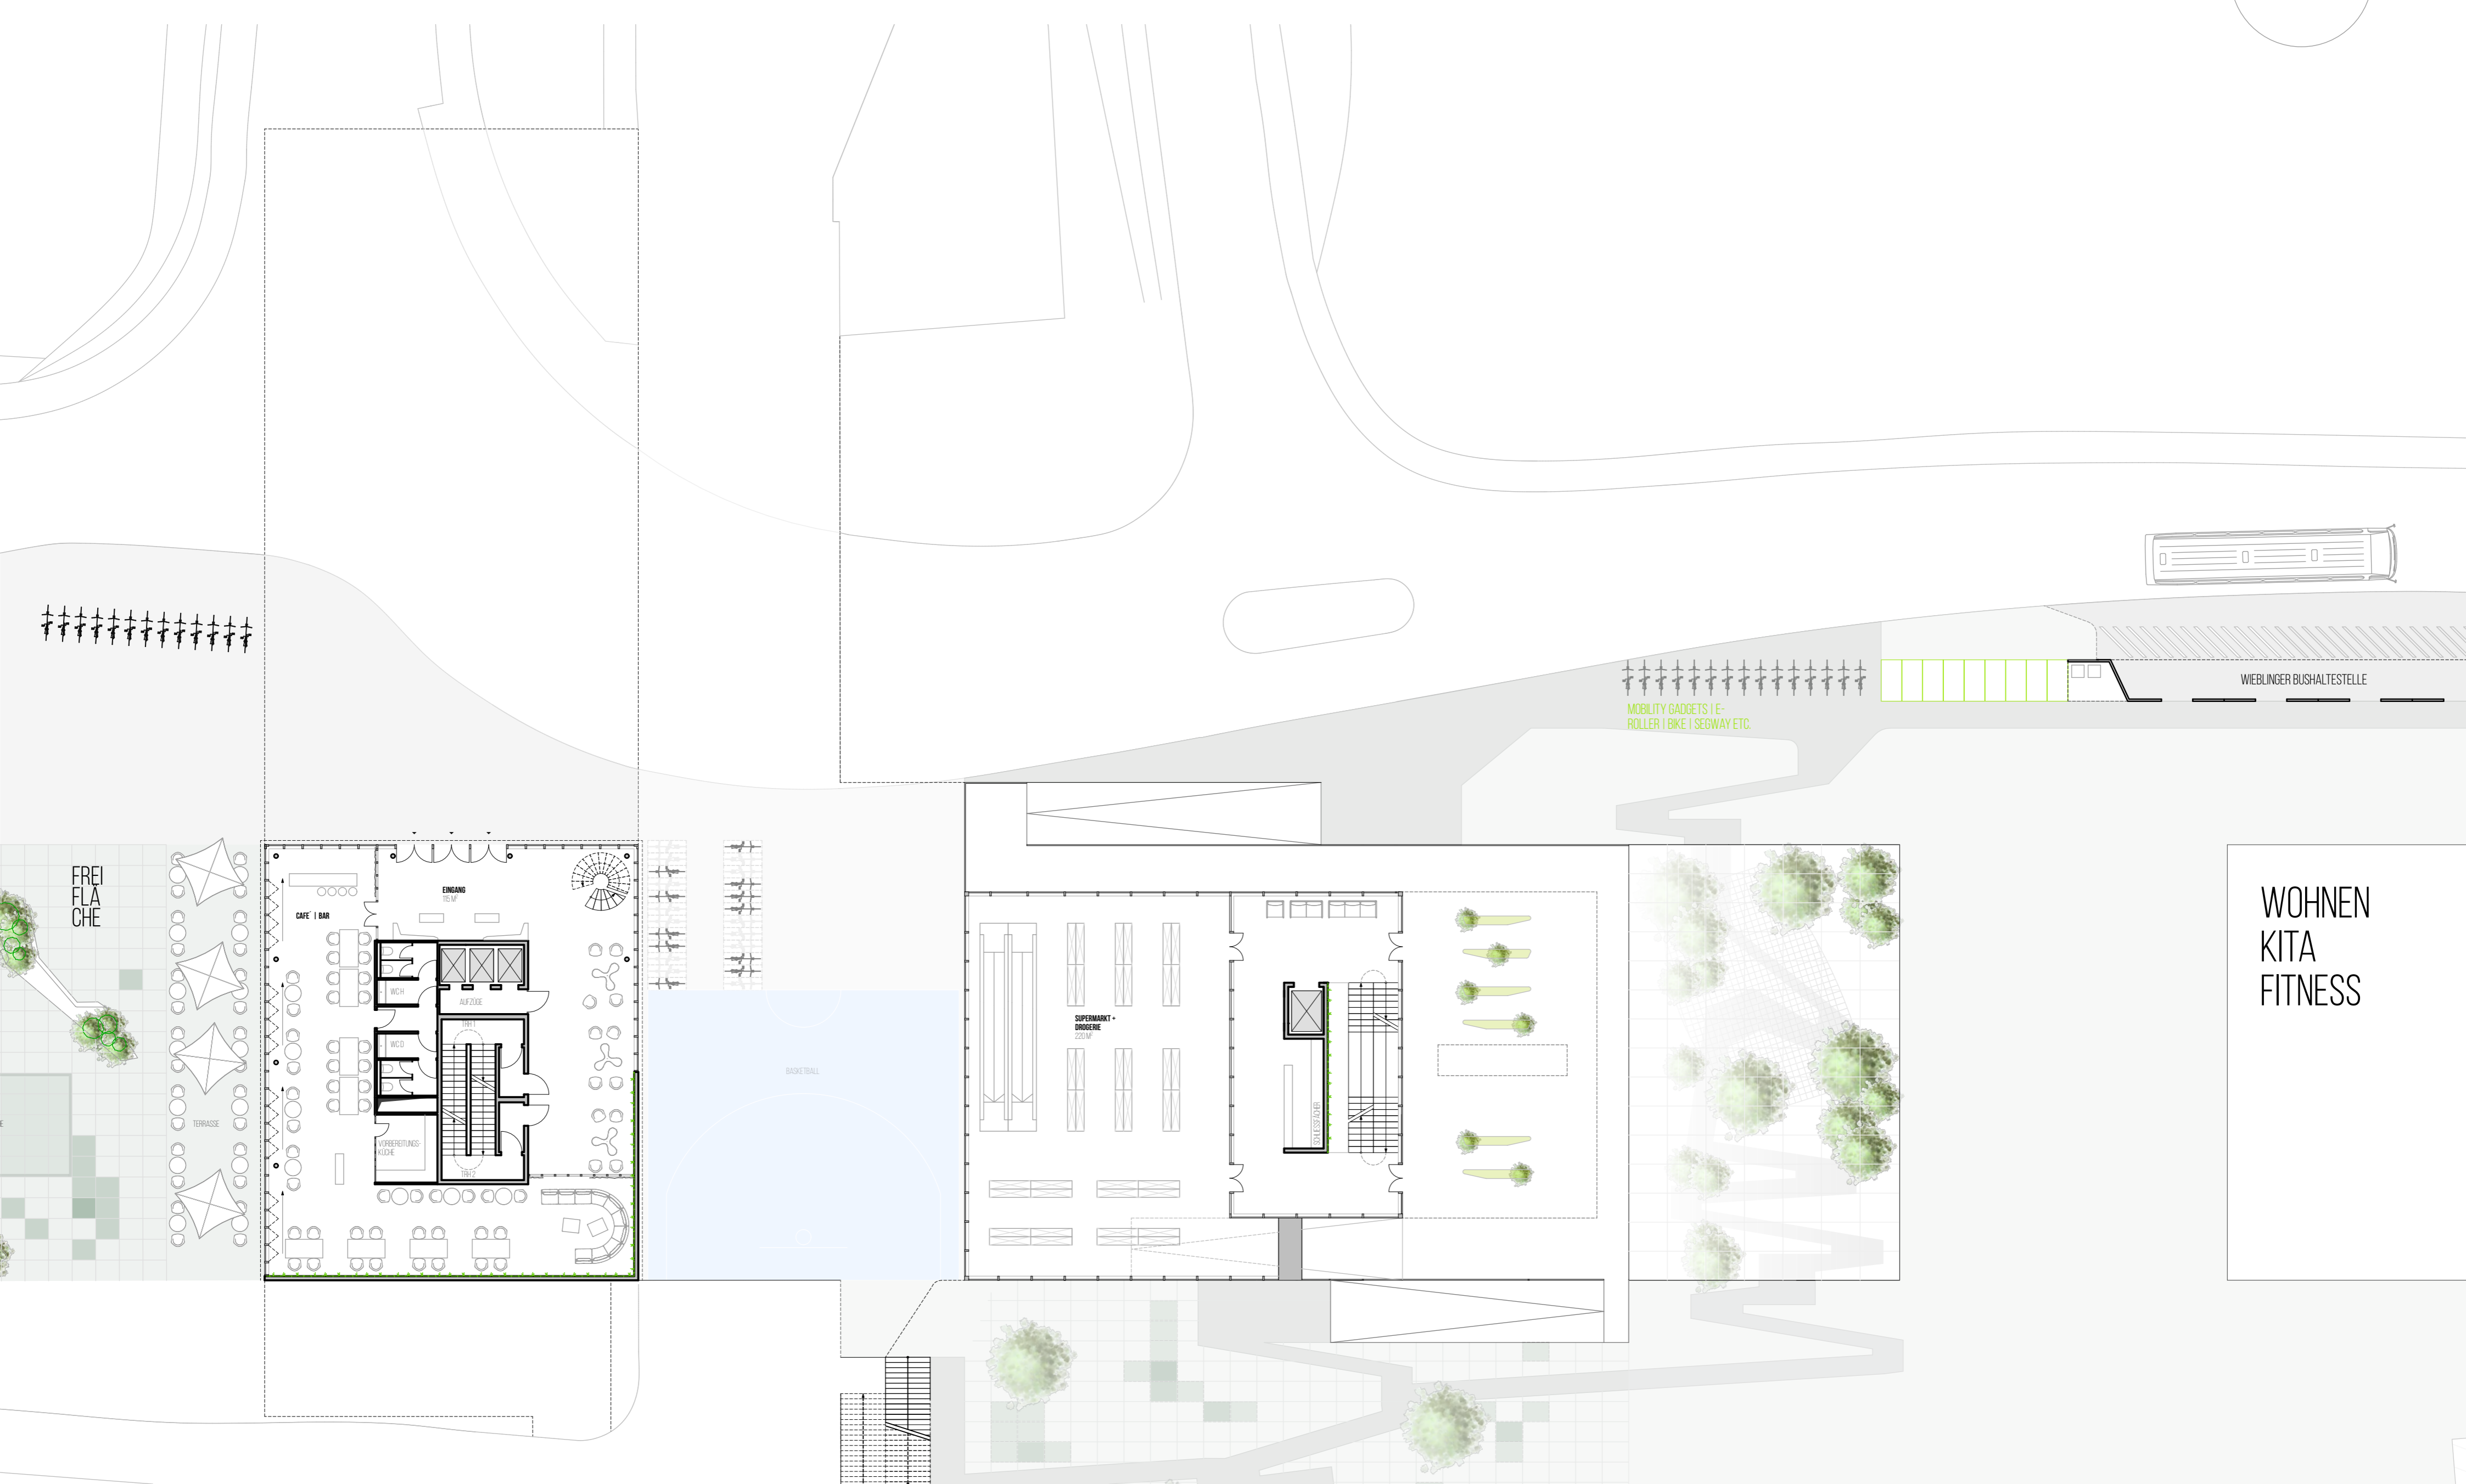 WIEBLINGER BUSHALTESTELLE
MOBILITY GADGETS | E-
ROLLER | BIKE | SEGWAY ETC.
FREI
FLÄ
CHE
EINGANG
115 M²
CAFE´ | BAR
WC H
AUFZÜGE
TRH 1
WC D
VORBEREITUNGS-
KÜCHE
TRH 2
TERRASSE
E
BASKETBALL
SUPERMARKT +
DROGERIE
220 M²
SCHLIESSFÄCHER
WOHNEN
KITA
FITNESS